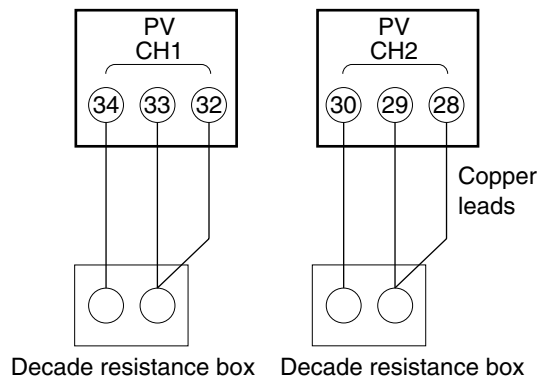 PV
CH1
34 33 32
PV
CH2
30 29 28
Copper
leads
Decade resistance box
Decade resistance box